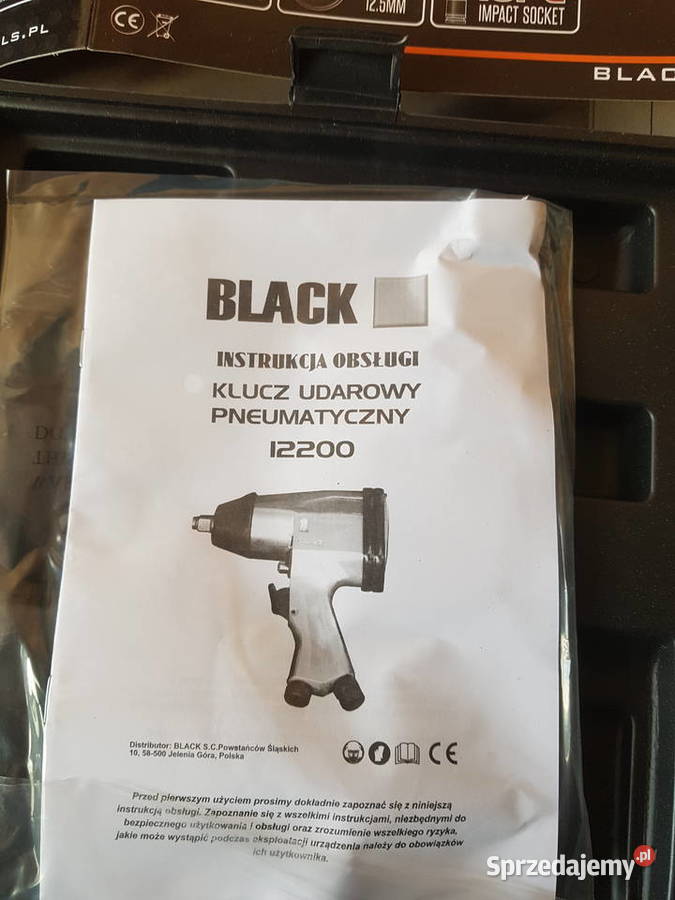 LS.PL
12.5MM
IMPACT SOCKET
BLAC
BLACK
INSTRUKCJA OBSŁUGI
KLUCZ UDAROWY
PNEUMATYCZNY
12200
Distributor: BLACK S.C.Powstańców Śląskich
10, 58-500 Jelenia Góra, Polska
CE
Przed pierwszym użyciem prosimy dokładnie zapoznać się z niniejszą
instrukcją obsługi. Zapoznanie się z wszelkimi instrukcjami, niezbędnymi do
bezpiecznego użytkowania i obsługi oraz zrozumienie wszelkiego ryzyka,
jakie może wystąpić podczas eksploatacji urządzenia należy do obowiązków
ich użytkownika.
Sprzedajemy.pl